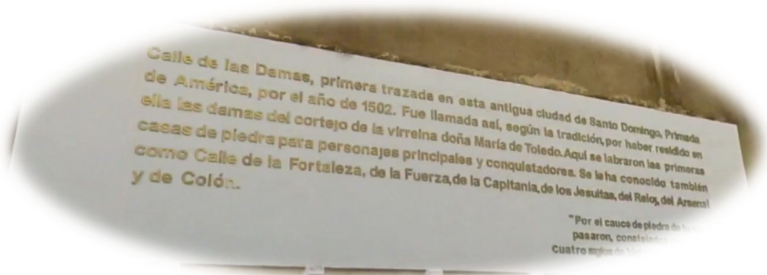 Calle de las Damas, primera trazada en esta antigua ciudad de Santo Domingo, Primada
de América, por el año de 1502. Fue llamada así, según la tradición, por haber residido en
ella las damas del cortejo de la virreina doña María de Toledo. Aquí se labraron las primeras
casas de piedra para personajes principales y conquistadores. Se le ha conocido también
como Calle de la Fortaleza, de la Fuerza, de la Capitanía, de los Jesuitas, del Reloj, del Arsenal
y de Colón.
"Por el cauce de piedra de
pasaron,
Cuatro siglos de